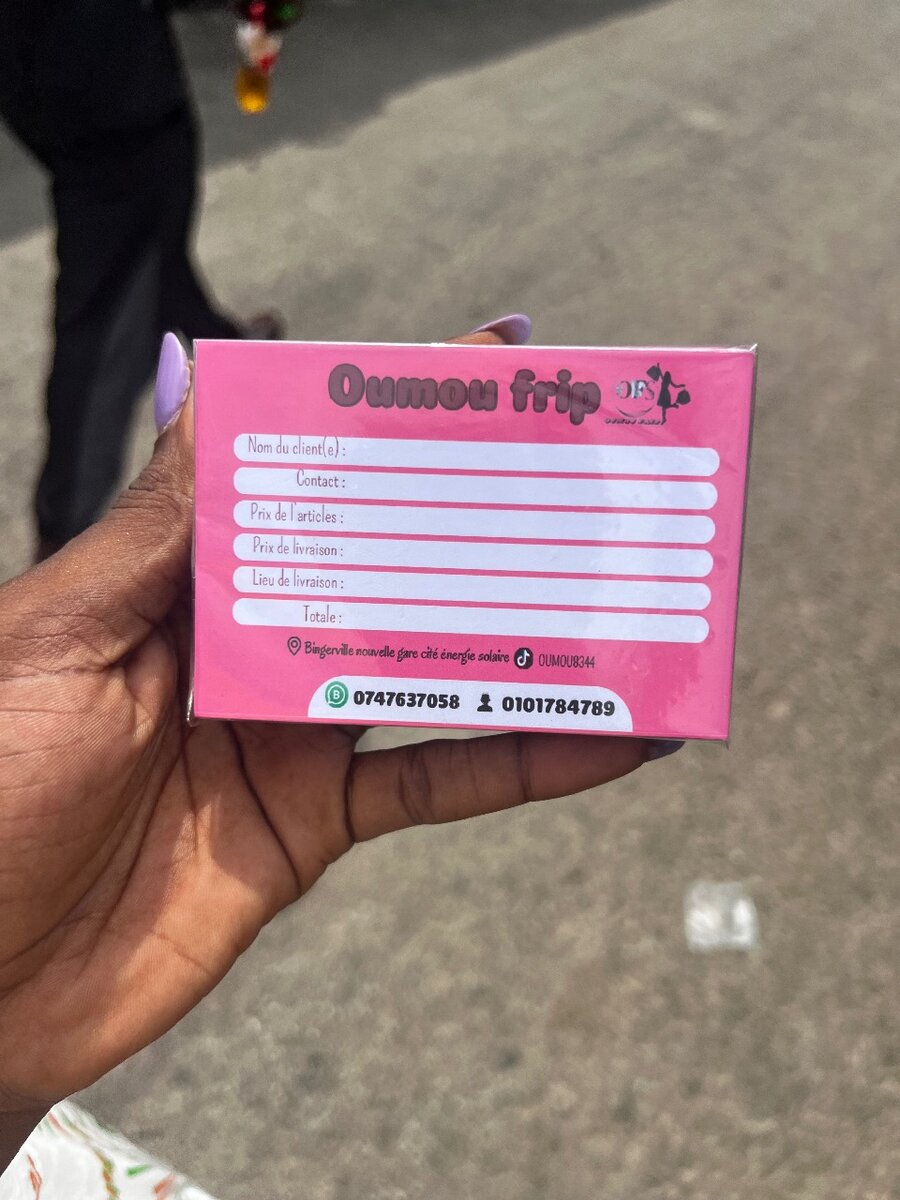 Oumou frip
OFS
Nom du client(e) :
Contact :
Prix de l'articles :
Prix de livraison :
Lieu de livraison :
Totale :
Bingerville nouvelle gare cité énergie solaire OUMOU8344
0747637058 0101784789